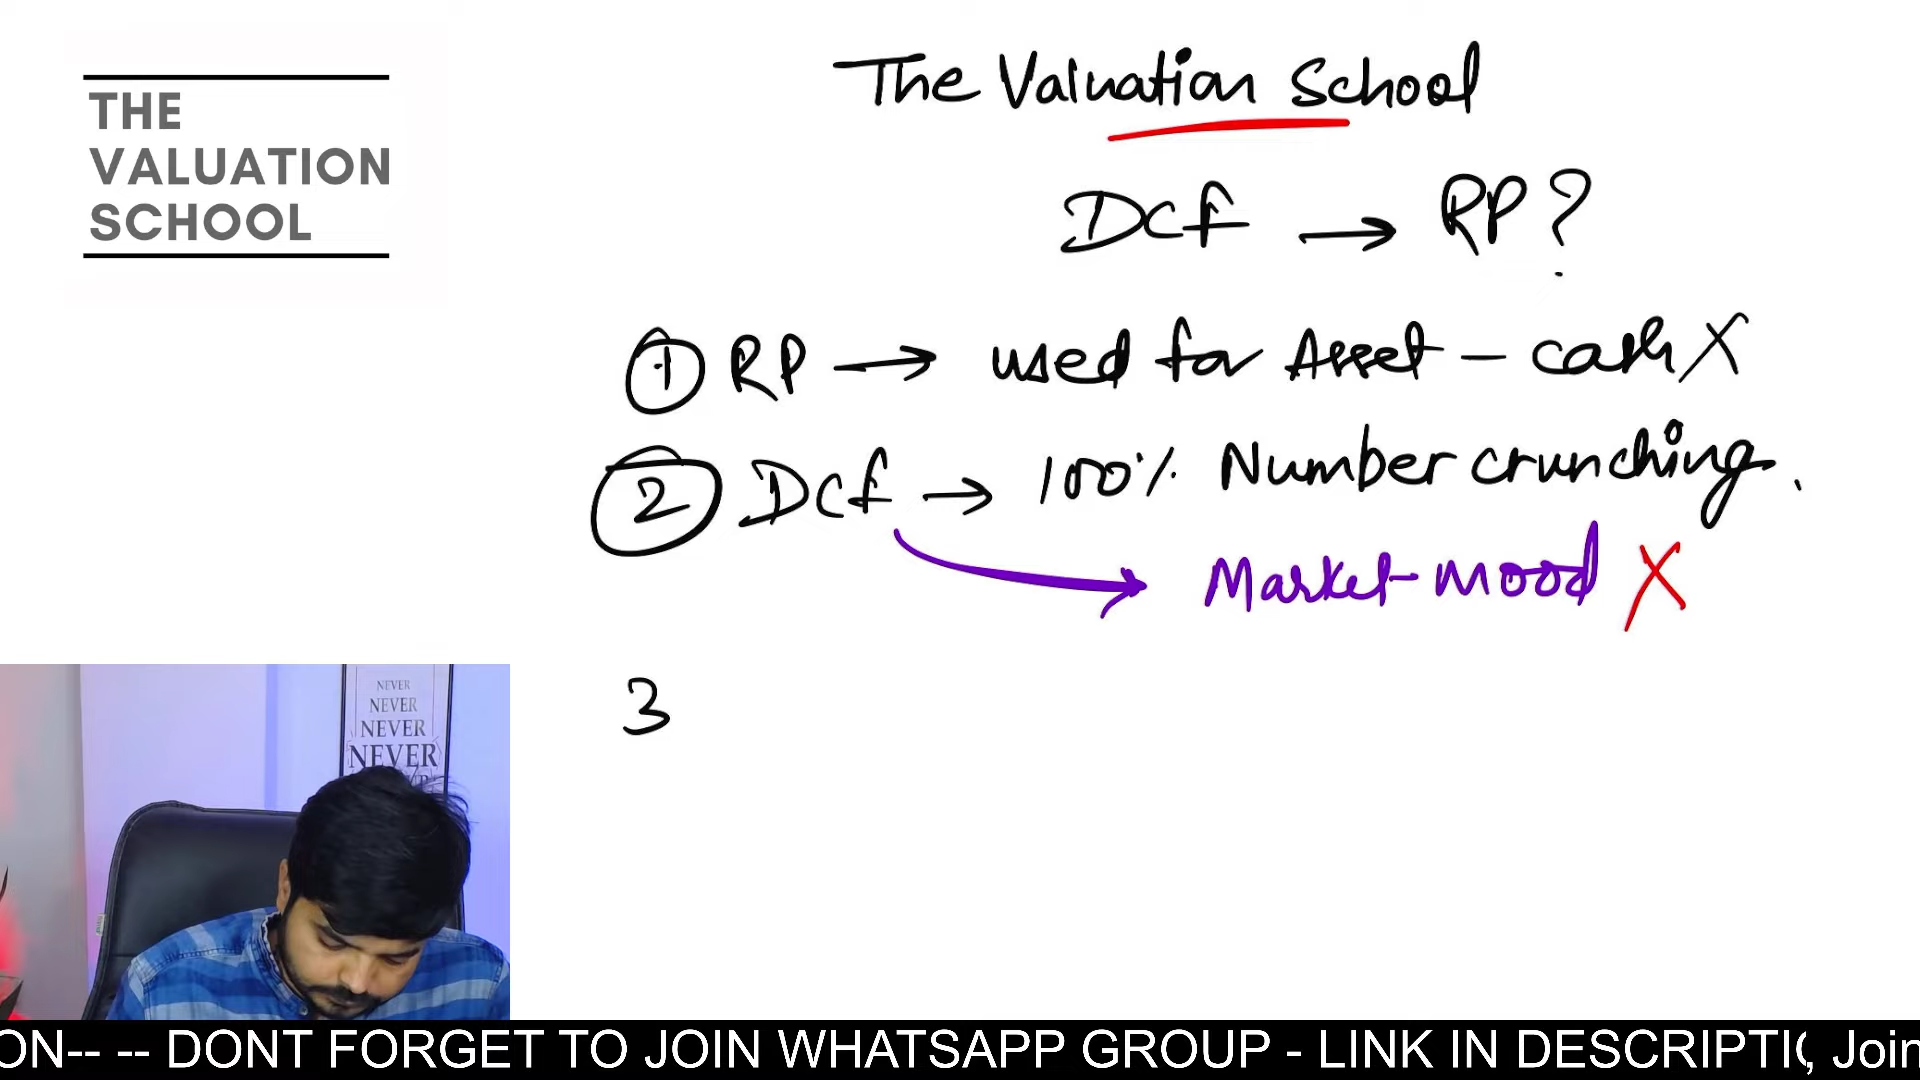 THE
VALUATION
SCHOOL
The Valuation School
DCF → RP?
① RP → used for Asset - cash X
② DCF → 100% Number crunching.
Market-mood X
3
NEVER
NEVER
NEVER
NEVER
ON-- -- DONT FORGET TO JOIN WHATSAPP GROUP - LINK IN DESCRIPTI
, Join